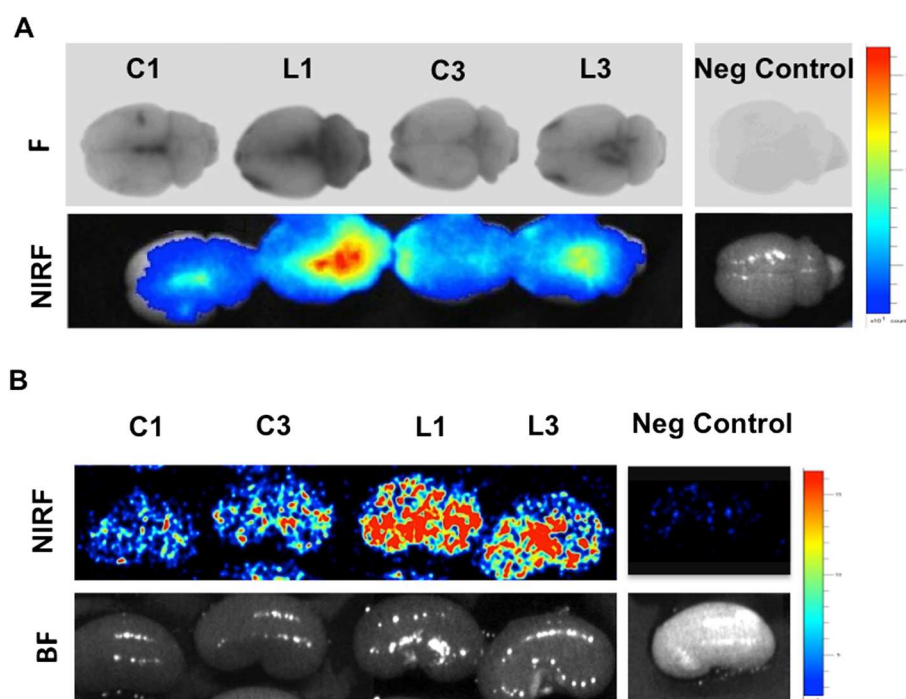 A
C1 L1 C3 L3 Neg Control
F
NIRF
B
C1 C3 L1 L3 Neg Control
NIRF
BF